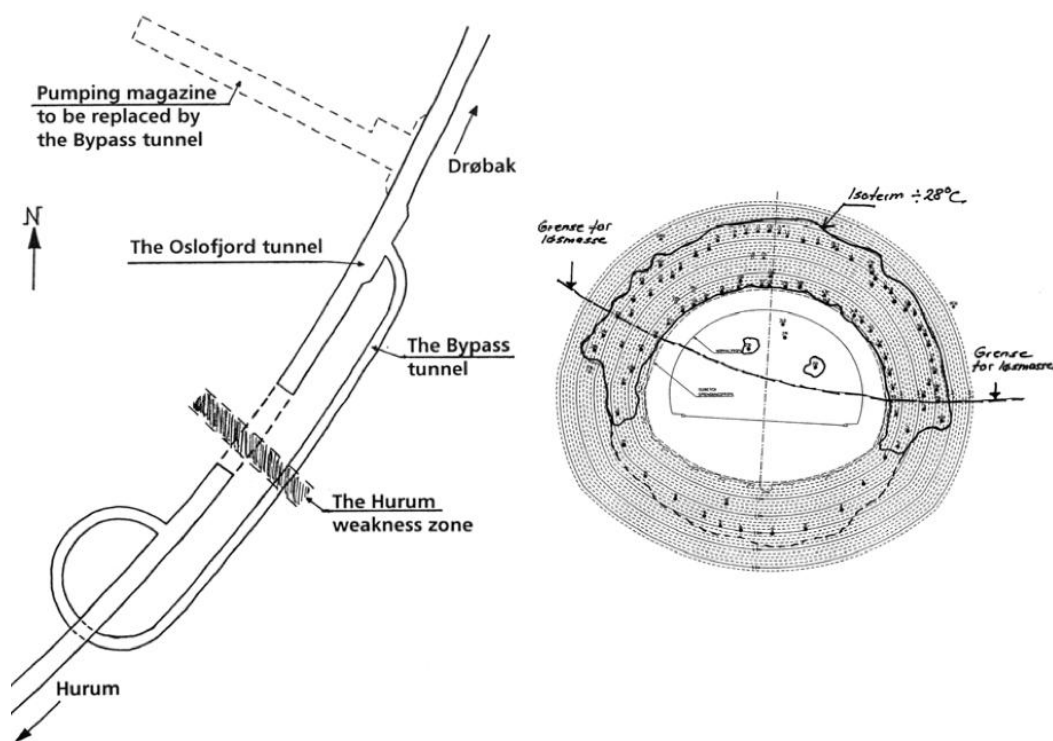 Pumping magazine
to be replaced by
the Bypass tunnel
Drøbak
N
The Oslofjord tunnel
The Bypass
tunnel
The Hurum
weakness zone
Hurum
Isoterm ÷28°C
Grense for
løsmasse
Grense
for løsmasse